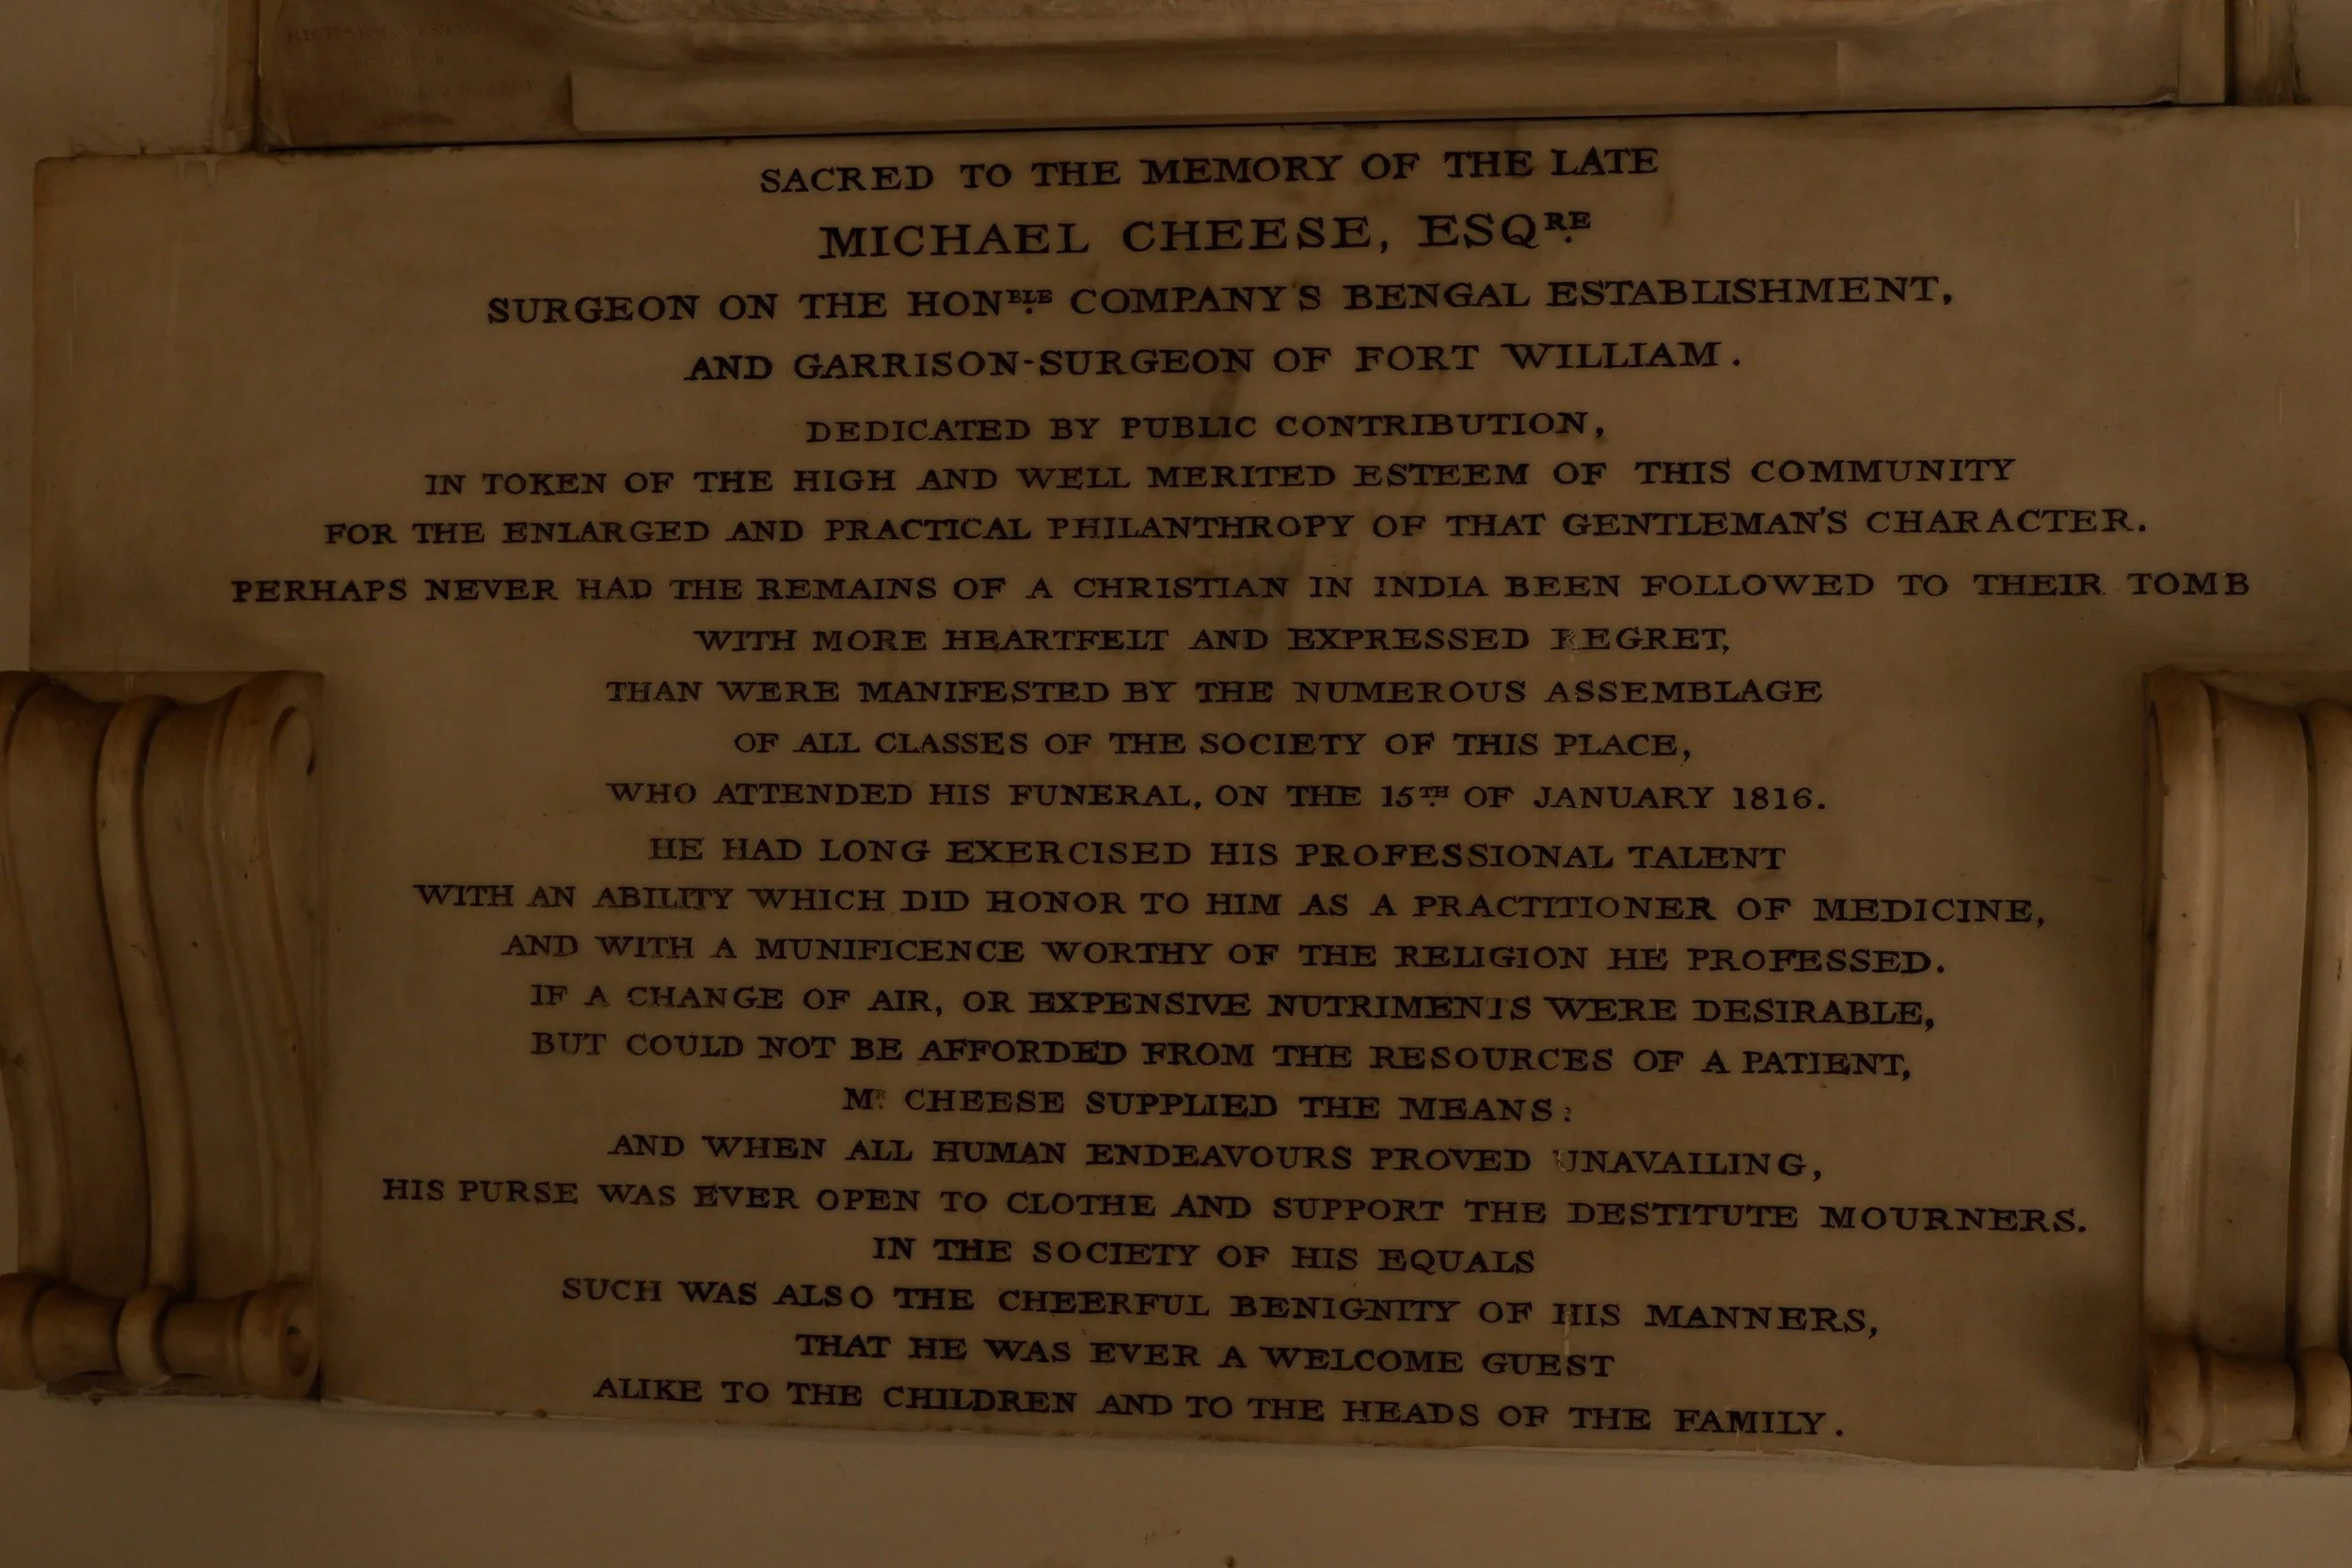 SACRED TO THE MEMORY OF THE LATE
MICHAEL CHEESE, ESQRE
SURGEON ON THE HONBLE COMPANY'S BENGAL ESTABLISHMENT,
AND GARRISON-SURGEON OF FORT WILLIAM.
DEDICATED BY PUBLIC CONTRIBUTION,
IN TOKEN OF THE HIGH AND WELL MERITED ESTEEM OF THIS COMMUNITY
FOR THE ENLARGED AND PRACTICAL PHILANTHROPY OF THAT GENTLEMAN'S CHARACTER.
PERHAPS NEVER HAD THE REMAINS OF A CHRISTIAN IN INDIA BEEN FOLLOWED TO THEIR TOMB
WITH MORE HEARTFELT AND EXPRESSED REGRET,
THAN WERE MANIFESTED BY THE NUMEROUS ASSEMBLAGE
OF ALL CLASSES OF THE SOCIETY OF THIS PLACE,
WHO ATTENDED HIS FUNERAL, ON THE 15TH OF JANUARY 1816.
HE HAD LONG EXERCISED HIS PROFESSIONAL TALENT
WITH AN ABILITY WHICH DID HONOR TO HIM AS A PRACTITIONER OF MEDICINE,
AND WITH A MUNIFICENCE WORTHY OF THE RELIGION HE PROFESSED.
IF A CHANGE OF AIR, OR EXPENSIVE NUTRIMENTS WERE DESIRABLE,
BUT COULD NOT BE AFFORDED FROM THE RESOURCES OF A PATIENT,
MR CHEESE SUPPLIED THE MEANS:
AND WHEN ALL HUMAN ENDEAVOURS PROVED UNAVAILING,
HIS PURSE WAS EVER OPEN TO CLOTHE AND SUPPORT THE DESTITUTE MOURNERS.
IN THE SOCIETY OF HIS EQUALS
SUCH WAS ALSO THE CHEERFUL BENIGNITY OF HIS MANNERS,
THAT HE WAS EVER A WELCOME GUEST
ALIKE TO THE CHILDREN AND TO THE HEADS OF THE FAMILY.